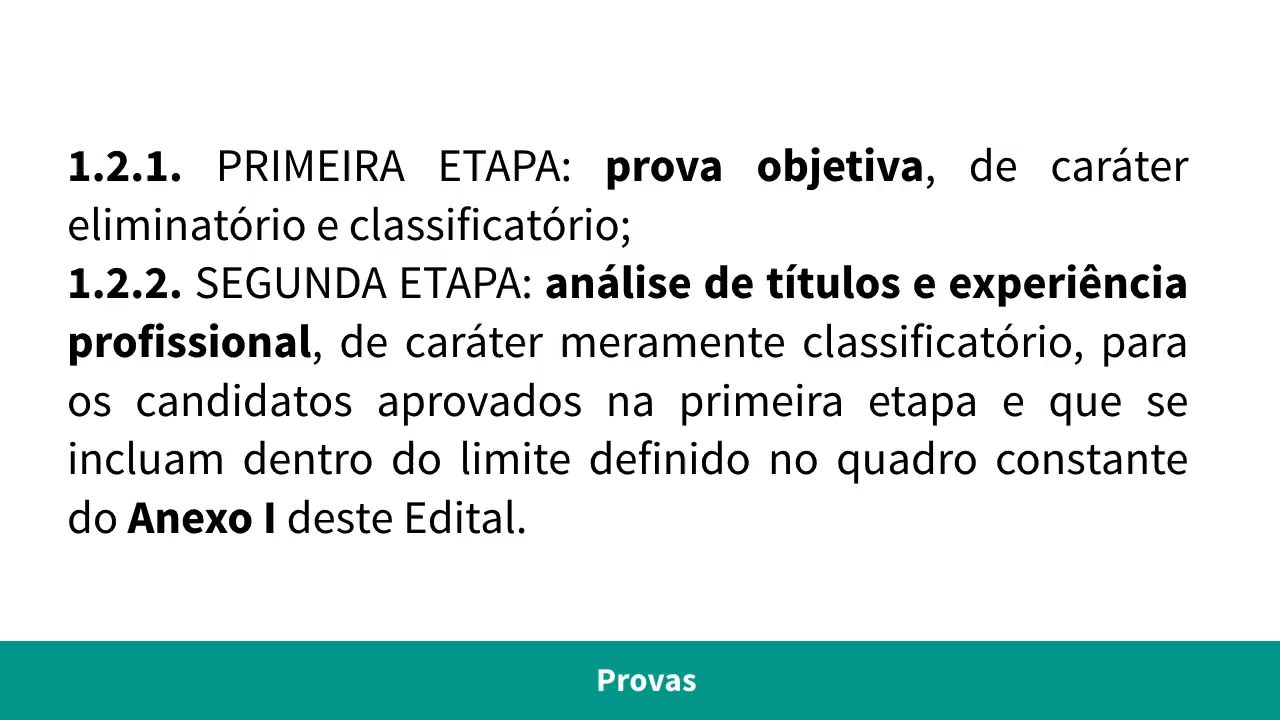 1.2.1. PRIMEIRA ETAPA: prova objetiva, de caráter
eliminatório e classificatório;
1.2.2. SEGUNDA ETAPA: análise de títulos e experiência
profissional, de caráter meramente classificatório, para
os candidatos aprovados na primeira etapa e que se
incluam dentro do limite definido no quadro constante
do Anexo I deste Edital.
Provas